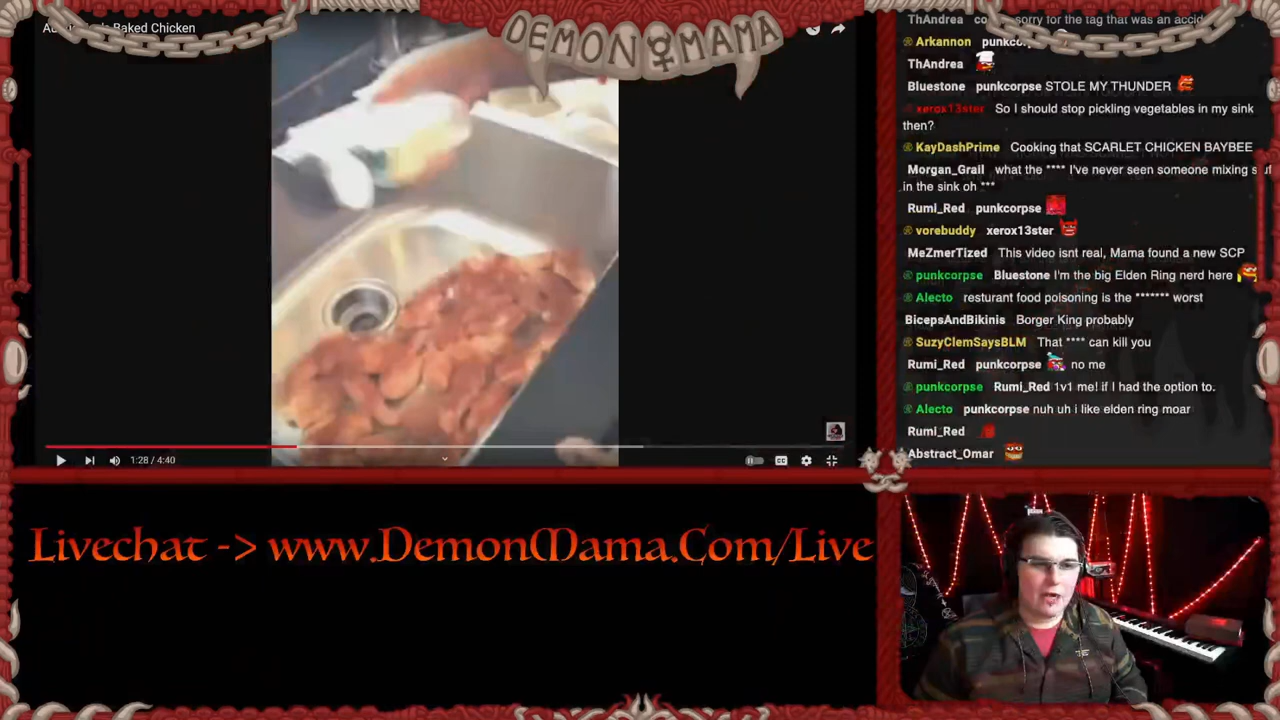 Baked Chicken
DEMON MAMA
1:28 / 4:40
CC
Livechat -> www.DemonMama.Com/Live
ThAndrea sorry for the tag that was an accid
Arkannon
ThAndrea
Bluestone punkcorpse STOLE MY THUNDER
xerox13ster So I should stop pickling vegetables in my sink
then?
KayDashPrime Cooking that SCARLET CHICKEN BAYBEE
Morgan_Grail what the **** I've never seen someone mixing
in the sink oh ***
Rumi_Red punkcorpse
vorebuddy xerox13ster
MeZmerTized This video isnt real, Mama found a new SCP
punkcorpse Bluestone I'm the big Elden Ring nerd here
Alecto resturant food poisoning is the ******* worst
BicepsAndBikinis Borger King probably
SuzyClemSaysBLM That **** can kill you
Rumi_Red punkcorpse no me
punkcorpse Rumi_Red 1v1 me! if I had the option to.
Alecto punkcorpse nuh uh i like elden ring moar
Rumi_Red
Abstract_Omar